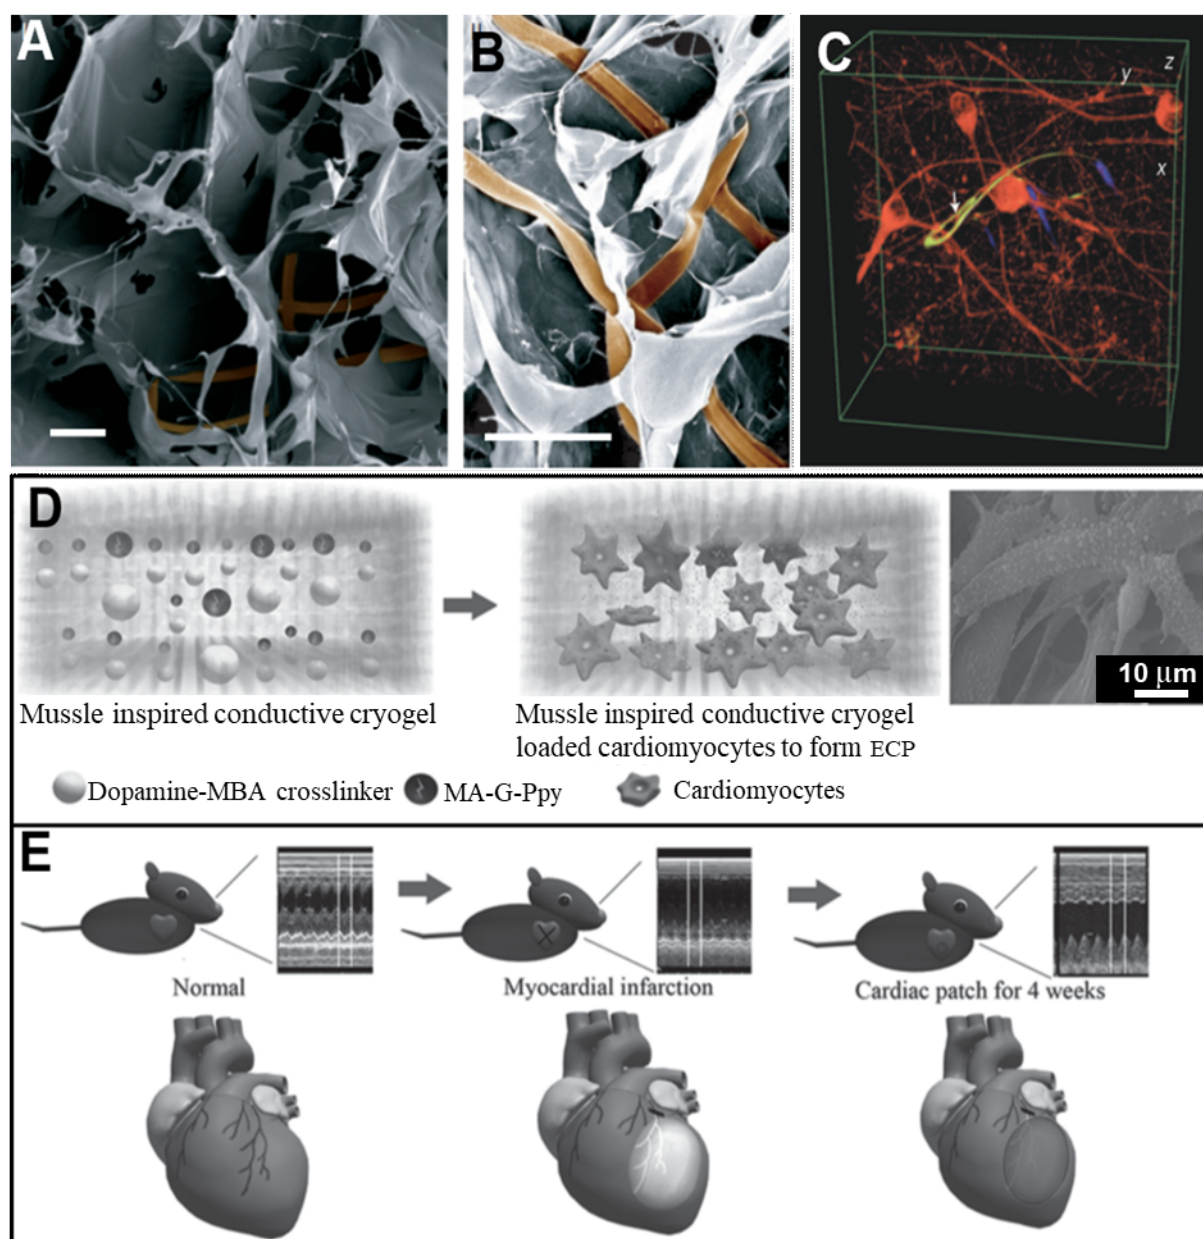 A
B
C
z
y
x
D
10 μm
Mussle inspired conductive cryogel
Mussle inspired conductive cryogel
loaded cardiomyocytes to form ECP
Dopamine-MBA crosslinker
MA-G-Ppy
Cardiomyocytes
E
Normal
Myocardial infarction
Cardiac patch for 4 weeks